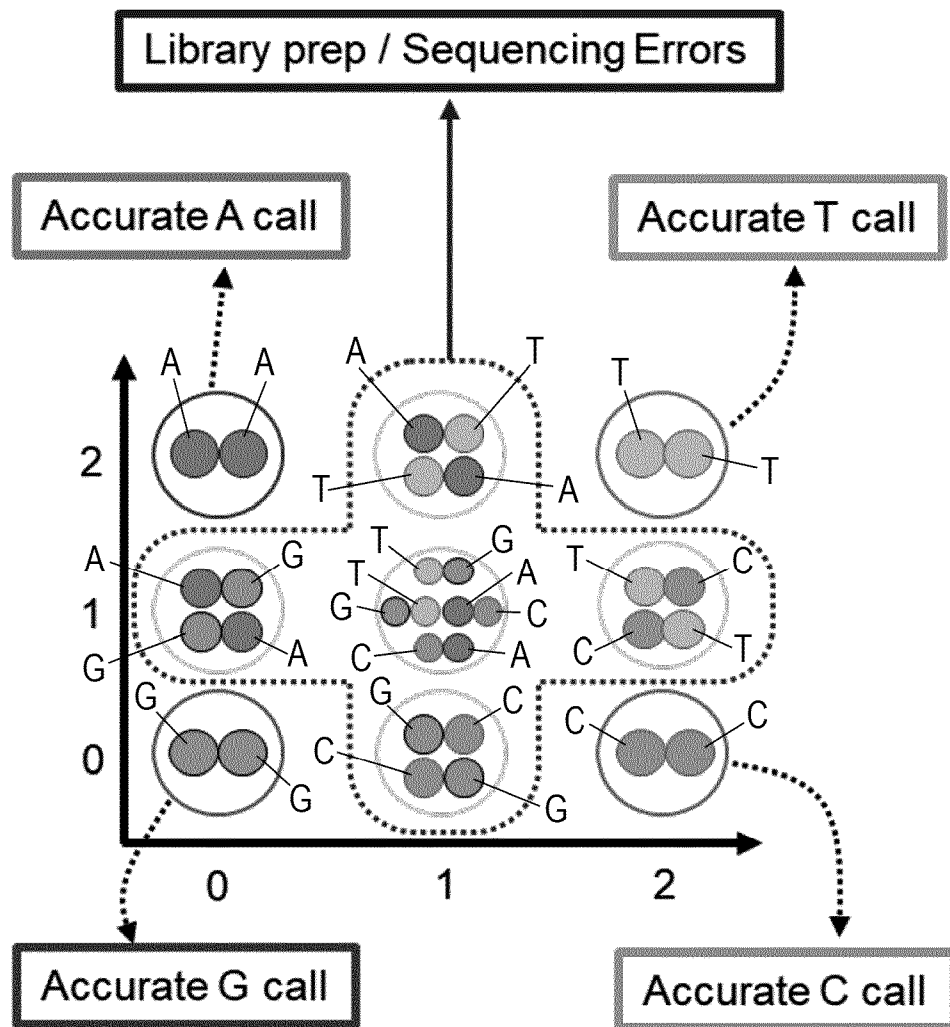 Library prep / Sequencing Errors
Accurate A call
Accurate T call
A A
A T
T A
T
T
2
A G
G A
T G
T A
G C
C A
T C
C T
1
G
G
G C
C G
C C
0
0 1 2
Accurate G call
Accurate C call